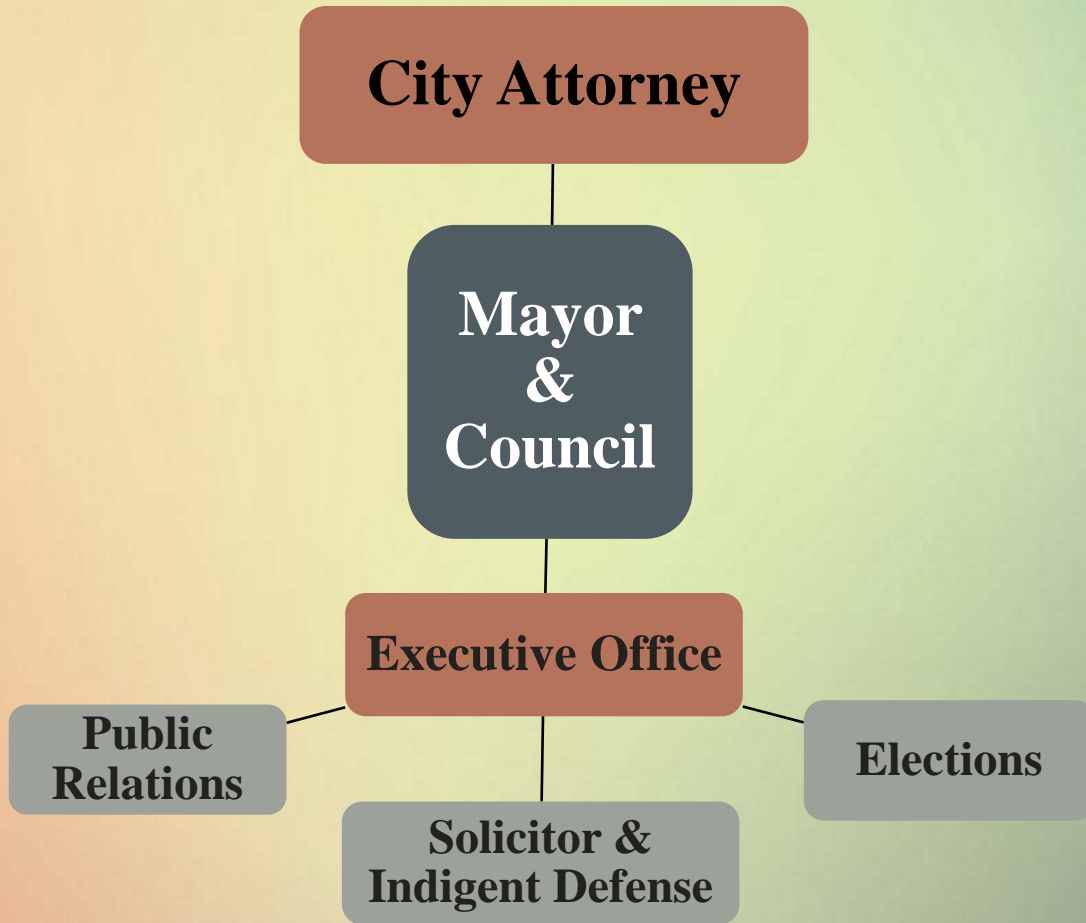 City Attorney
Mayor
&
Council
Executive Office
Public
Relations
Elections
Solicitor &
Indigent Defense